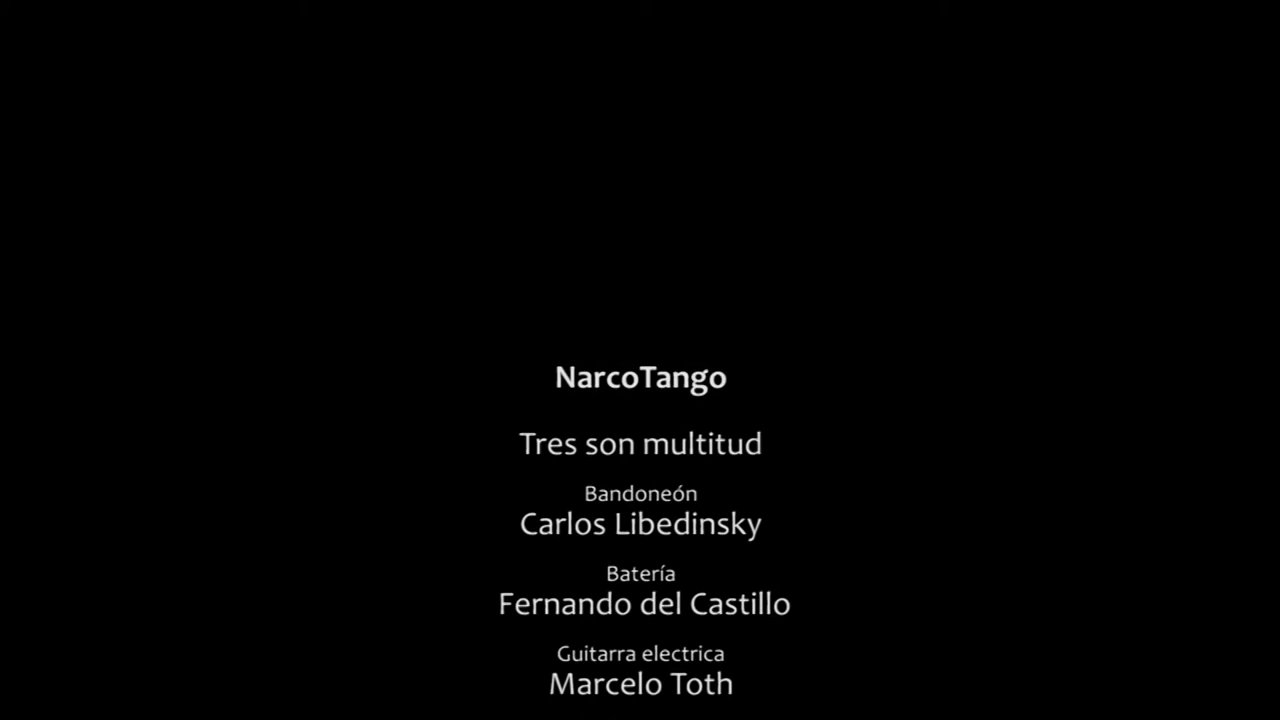 NarcoTango
Tres son multitud
Bandoneón
Carlos Libedinsky
Batería
Fernando del Castillo
Guitarra electrica
Marcelo Toth